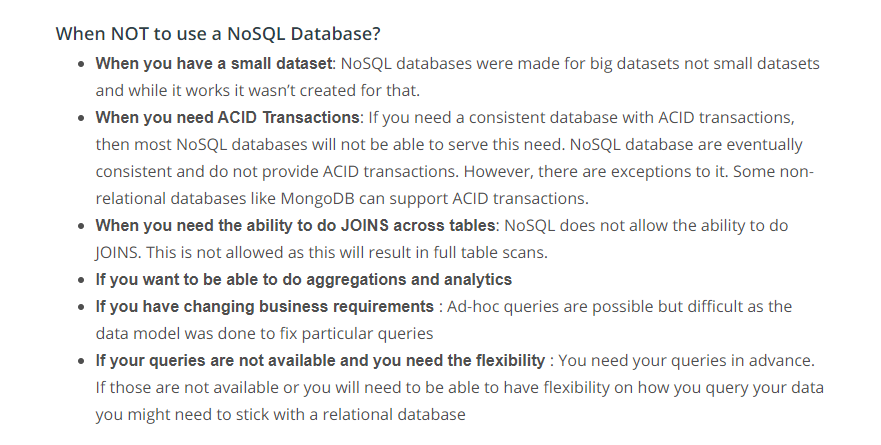 When NOT to use a NoSQL Database?
• When you have a small dataset: NoSQL databases were made for big datasets not small datasets
and while it works it wasn’t created for that.
• When you need ACID Transactions: If you need a consistent database with ACID transactions,
then most NoSQL databases will not be able to serve this need. NoSQL database are eventually
consistent and do not provide ACID transactions. However, there are exceptions to it. Some non-
relational databases like MongoDB can support ACID transactions.
• When you need the ability to do JOINS across tables: NoSQL does not allow the ability to do
JOINS. This is not allowed as this will result in full table scans.
• If you want to be able to do aggregations and analytics
• If you have changing business requirements : Ad-hoc queries are possible but difficult as the
data model was done to fix particular queries
• If your queries are not available and you need the flexibility : You need your queries in advance.
If those are not available or you will need to be able to have flexibility on how you query your data
you might need to stick with a relational database